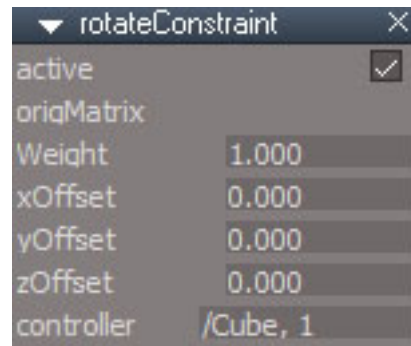 rotateConstraint
active
origMatrix
Weight 1.000
xOffset 0.000
yOffset 0.000
zOffset 0.000
controller /Cube, 1